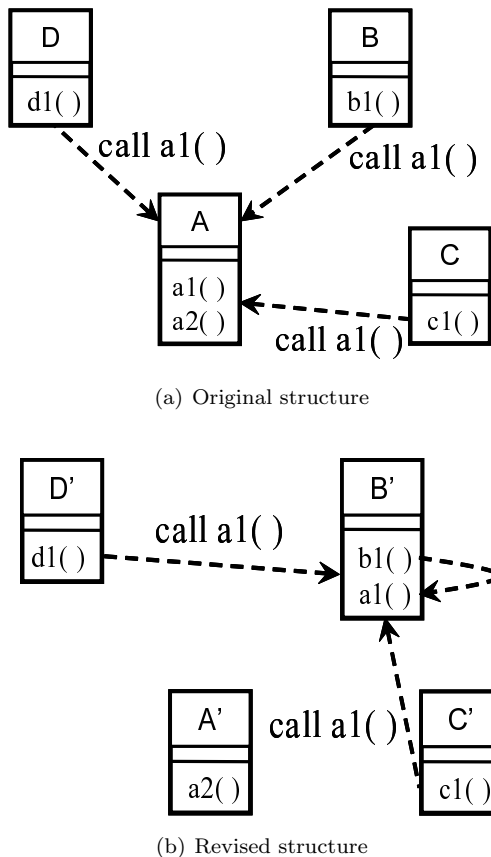 D
d1( )
B
b1( )
call a1( )
call a1( )
A
a1( )
a2( )
C
c1( )
call a1( )
(a) Original structure
D’
d1( )
call a1( )
B’
b1( )
a1( )
A’
a2( )
call a1( )
C’
c1( )
(b) Revised structure